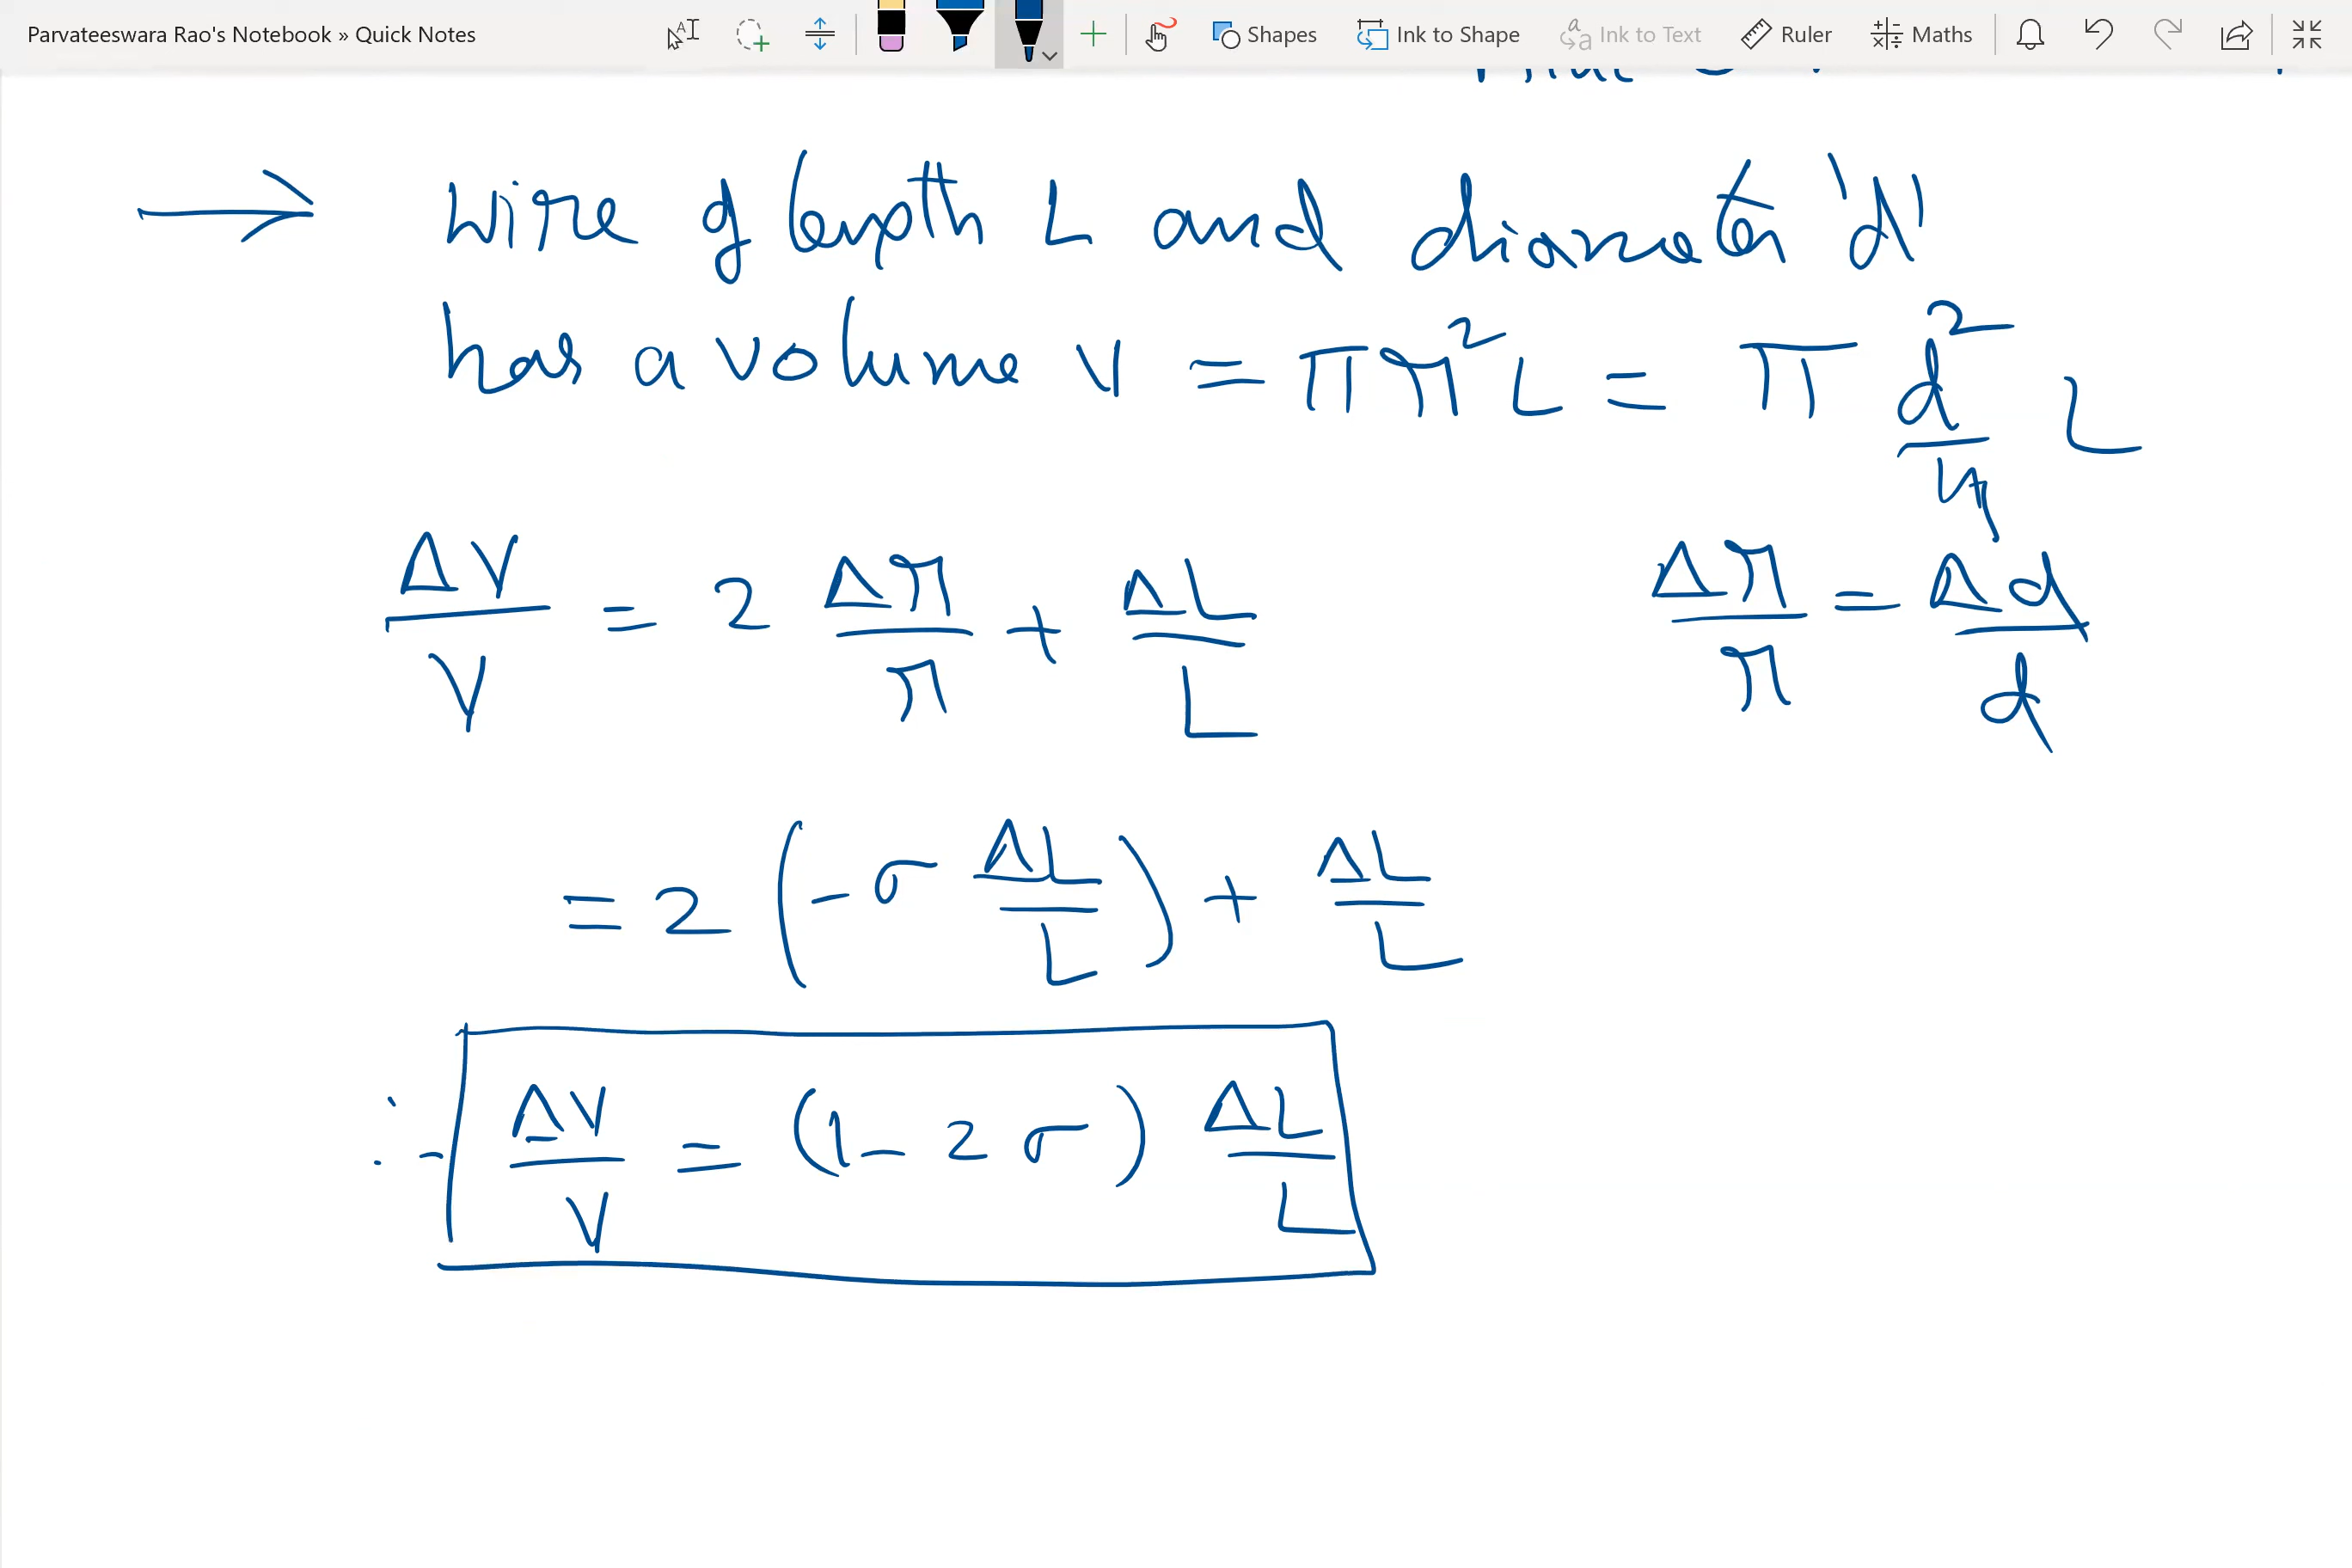 Parvateeswara Rao's Notebook » Quick Notes
Shapes Ink to Shape Ink to Text Ruler Maths
→ Wire of length L and diameter 'd'
has a volume V = πr²L = π d²/4 L
ΔV/V = 2 Δr/r + ΔL/L Δr/r = Δd/d
= 2 (-σ ΔL/L) + ΔL/L
∴ ΔV/V = (1 - 2σ) ΔL/L